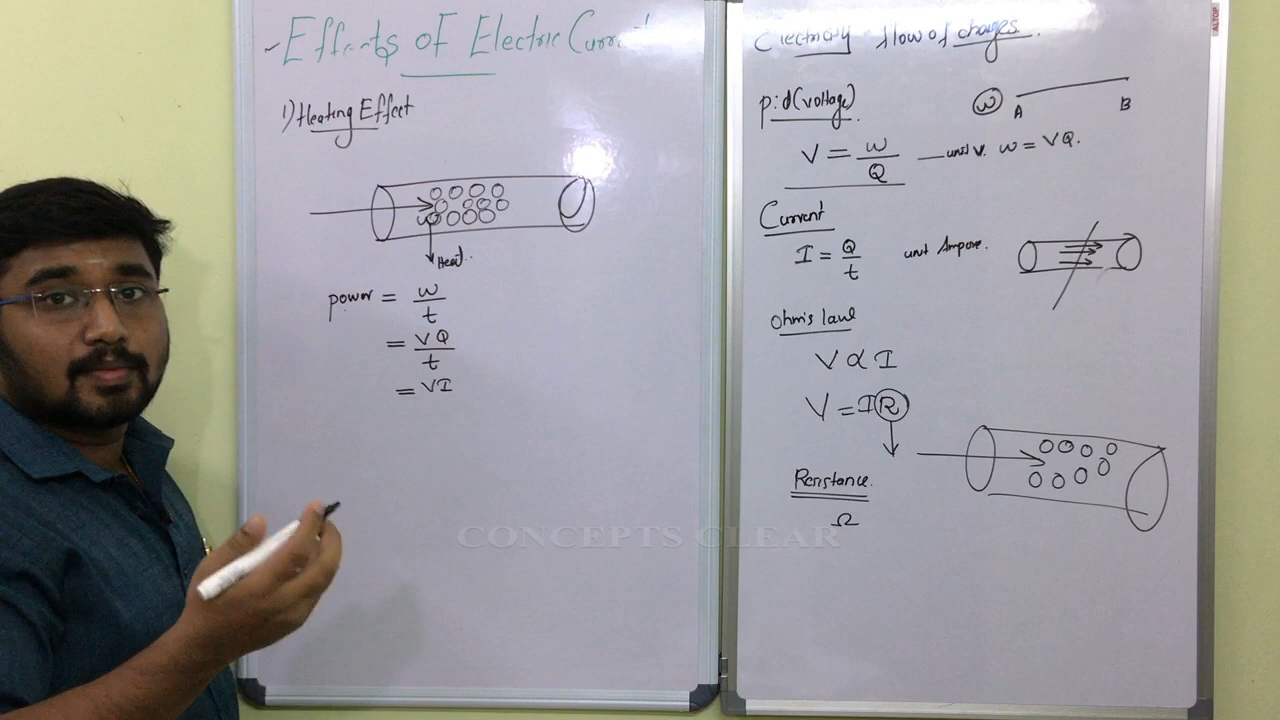 Effects of Electric Current
1) Heating Effect
Heat.
power = w/t
= VQ/t
= VI
Electricity flow of charges.
p.d (voltage)
w A B
V = w/Q — unit V. w = VQ.
Current
I = Q/t unit Ampere.
Ohm's law
V ∝ I
V = IR
Resistance.
Ω
CONCEPTS CLEAR
ALTOP